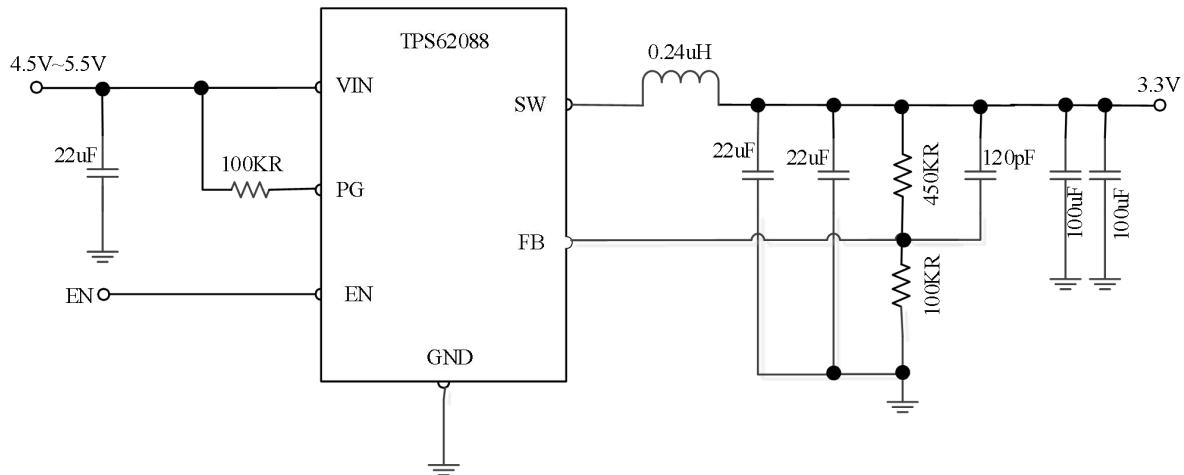 TPS62088
4.5V~5.5V
VIN
SW
0.24uH
3.3V
22uF
100KR
PG
22uF
22uF
450KR
120pF
100uF
100uF
FB
EN
EN
100KR
GND